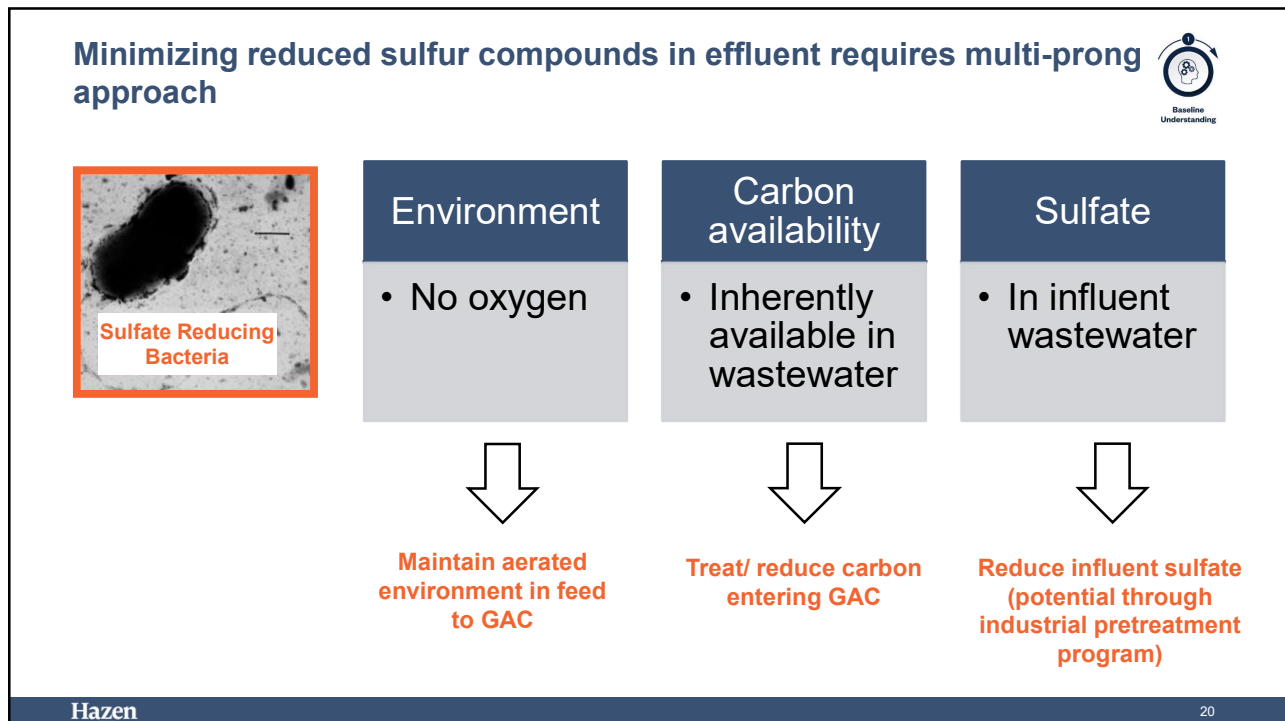 Minimizing reduced sulfur compounds in effluent requires multi-prong
approach
1
Baseline
Understanding
Sulfate Reducing
Bacteria
Environment
• No oxygen
Carbon
availability
• Inherently
available in
wastewater
Sulfate
• In influent
wastewater
Maintain aerated
environment in feed
to GAC
Treat/ reduce carbon
entering GAC
Reduce influent sulfate
(potential through
industrial pretreatment
program)
Hazen
20